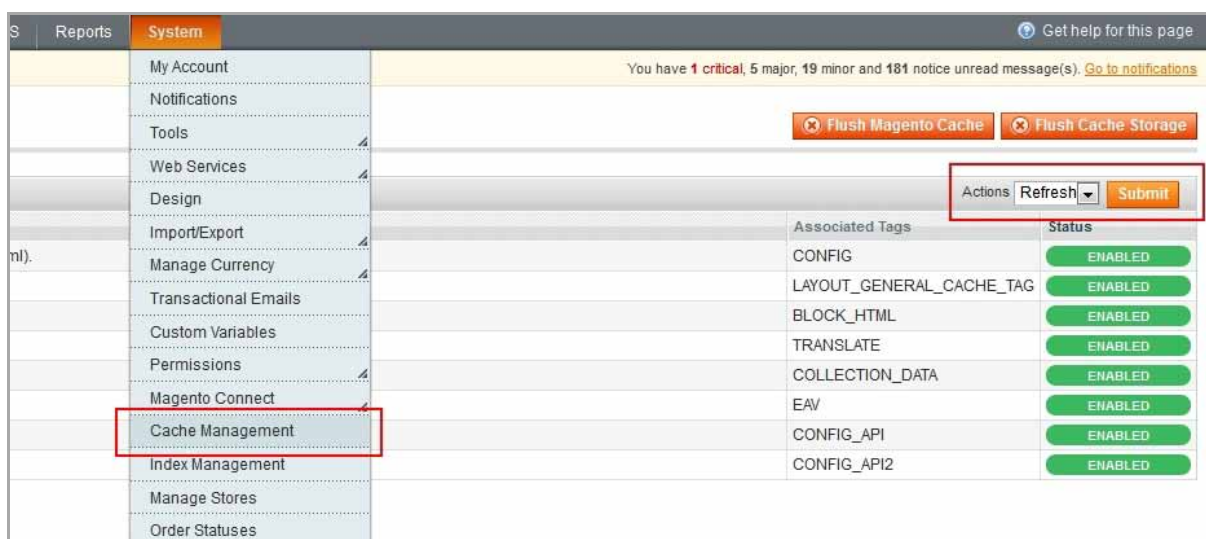 S Reports System Get help for this page
My Account
You have 1 critical, 5 major, 19 minor and 181 notice unread message(s). Go to notifications
Notifications
Tools
Flush Magento Cache Flush Cache Storage
Web Services
Design
Actions Refresh Submit
Import/Export
Associated Tags Status
ml).
CONFIG ENABLED
Manage Currency
LAYOUT_GENERAL_CACHE_TAG ENABLED
Transactional Emails
BLOCK_HTML ENABLED
Custom Variables
TRANSLATE ENABLED
Permissions
COLLECTION_DATA ENABLED
Magento Connect
EAV ENABLED
Cache Management
CONFIG_API ENABLED
Index Management
CONFIG_API2 ENABLED
Manage Stores
Order Statuses